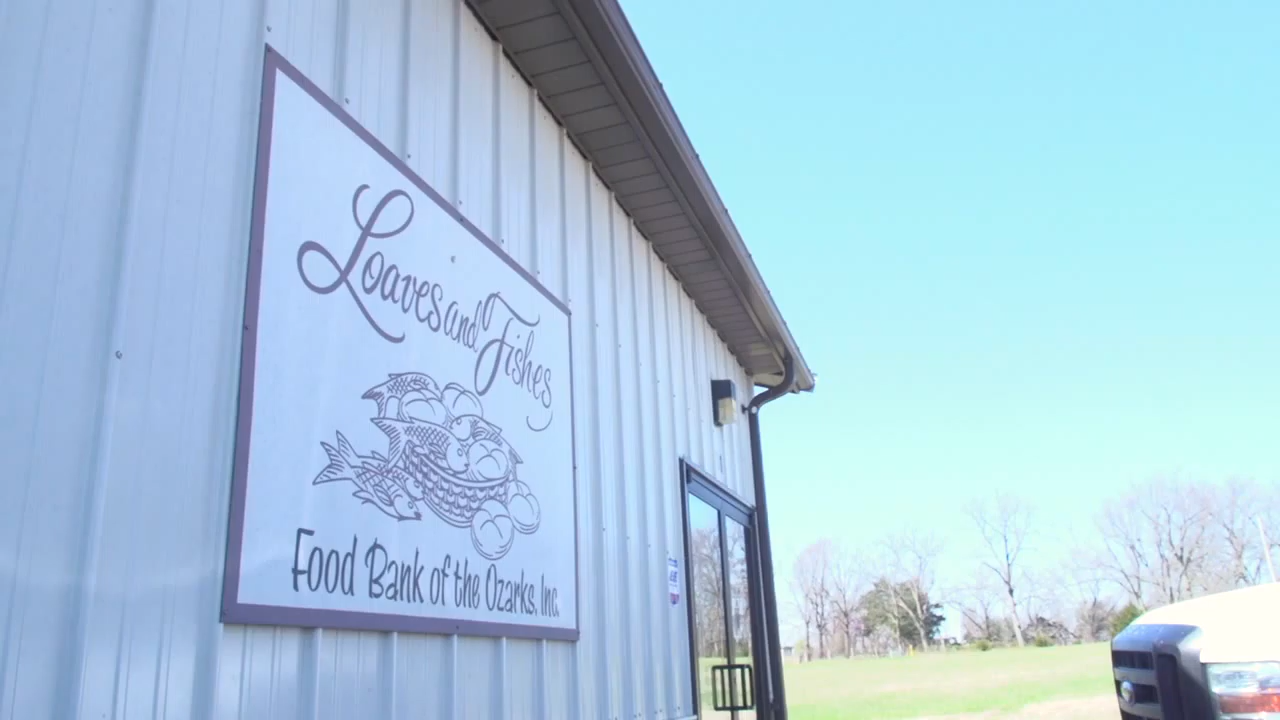 Loaves and Fishes
Food Bank of the Ozarks, Inc.